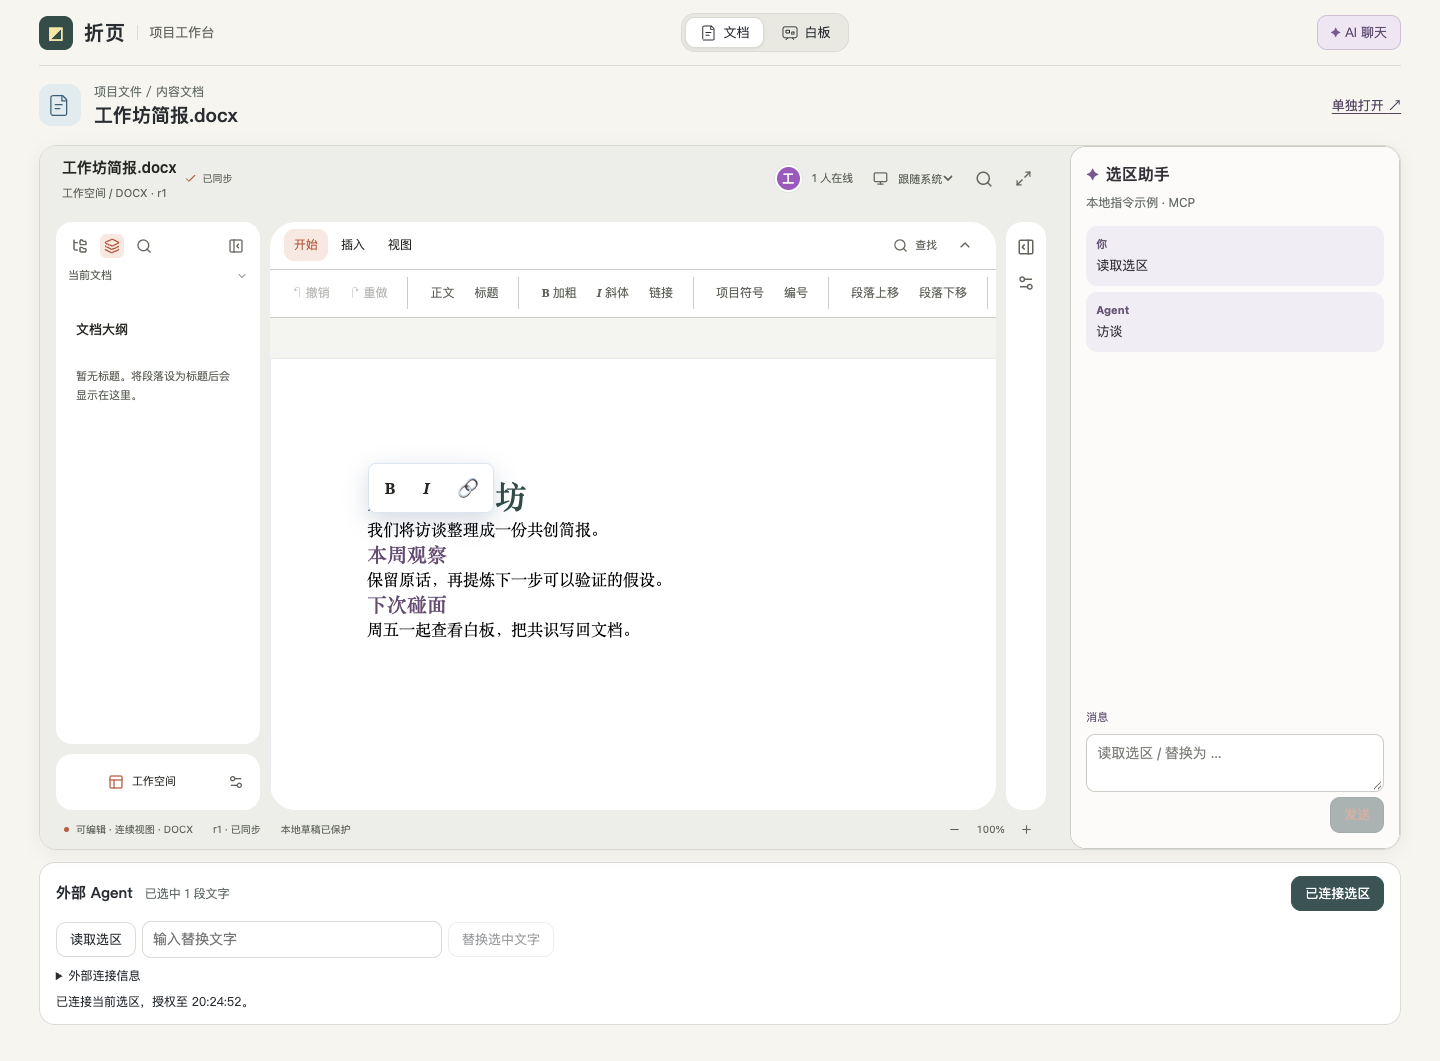 折页
项目工作台
文档
白板
AI 聊天
项目文件 / 内容文档
工作坊简报.docx
单独打开 ↗
工作坊简报.docx
已同步
工作空间 / DOCX · r1
工
1 人在线
跟随系统
当前文档
文档大纲
暂无标题。将段落设为标题后会
显示在这里。
工作空间
开始
插入
视图
查找
撤销
重做
正文
标题
B 加粗
I 斜体
链接
项目符号
编号
段落上移
段落下移
B
I
坊
我们将访谈整理成一份共创简报。
本周观察
保留原话，再提炼下一步可以验证的假设。
下次碰面
周五一起查看白板，把共识写回文档。
可编辑 · 连续视图 · DOCX
r1 · 已同步
本地草稿已保护
100%
选区助手
本地指令示例 · MCP
你
读取选区
Agent
访谈
消息
读取选区 / 替换为 ...
发送
外部 Agent
已选中 1 段文字
已连接选区
读取选区
输入替换文字
替换选中文字
外部连接信息
已连接当前选区，授权至 20:24:52。